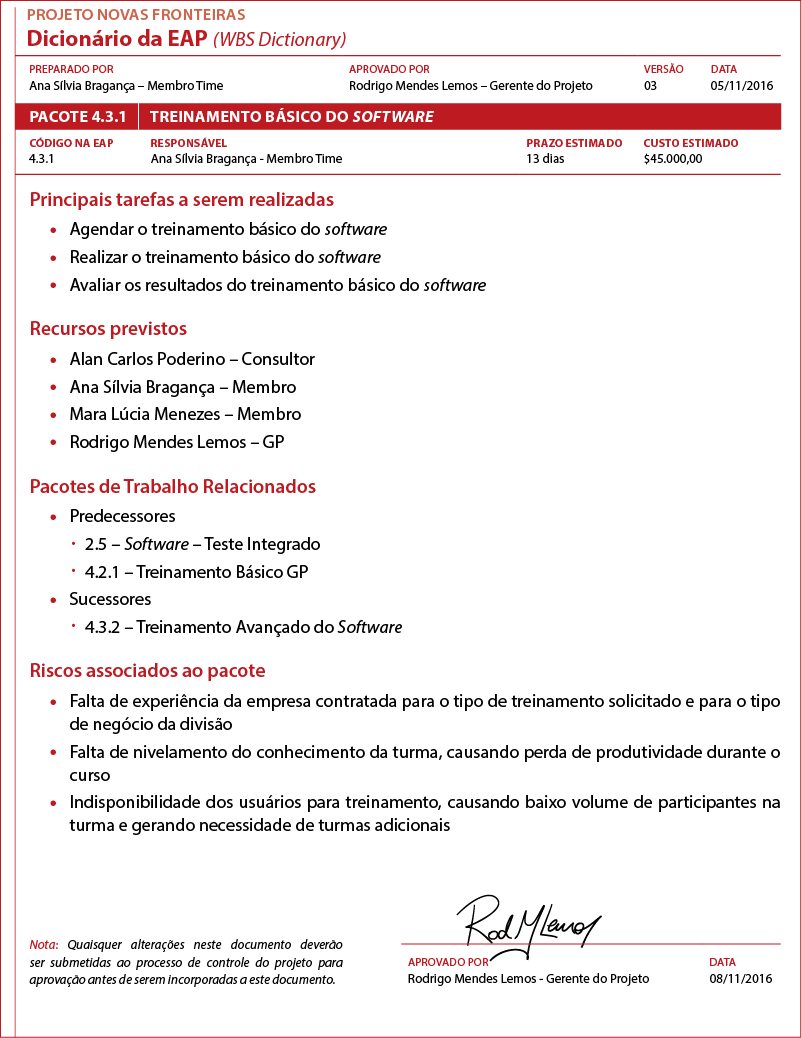 PROJETO NOVAS FRONTEIRAS
Dicionário da EAP (WBS Dictionary)
PREPARADO POR
Ana Sílvia Bragança – Membro Time
APROVADO POR
Rodrigo Mendes Lemos – Gerente do Projeto
VERSÃO
03
DATA
05/11/2016
PACOTE 4.3.1 TREINAMENTO BÁSICO DO SOFTWARE
CÓDIGO NA EAP
4.3.1
RESPONSÁVEL
Ana Sílvia Bragança - Membro Time
PRAZO ESTIMADO
13 dias
CUSTO ESTIMADO
$45.000,00
Principais tarefas a serem realizadas
• Agendar o treinamento básico do software
• Realizar o treinamento básico do software
• Avaliar os resultados do treinamento básico do software
Recursos previstos
• Alan Carlos Poderino – Consultor
• Ana Sílvia Bragança – Membro
• Mara Lúcia Menezes – Membro
• Rodrigo Mendes Lemos – GP
Pacotes de Trabalho Relacionados
• Predecessores
· 2.5 – Software – Teste Integrado
· 4.2.1 – Treinamento Básico GP
• Sucessores
· 4.3.2 – Treinamento Avançado do Software
Riscos associados ao pacote
• Falta de experiência da empresa contratada para o tipo de treinamento solicitado e para o tipo
de negócio da divisão
• Falta de nivelamento do conhecimento da turma, causando perda de produtividade durante o
curso
• Indisponibilidade dos usuários para treinamento, causando baixo volume de participantes na
turma e gerando necessidade de turmas adicionais
Nota: Quaisquer alterações neste documento deverão
ser submetidas ao processo de controle do projeto para
aprovação antes de serem incorporadas a este documento.
Rod M Lemos
APROVADO POR
Rodrigo Mendes Lemos - Gerente do Projeto
DATA
08/11/2016